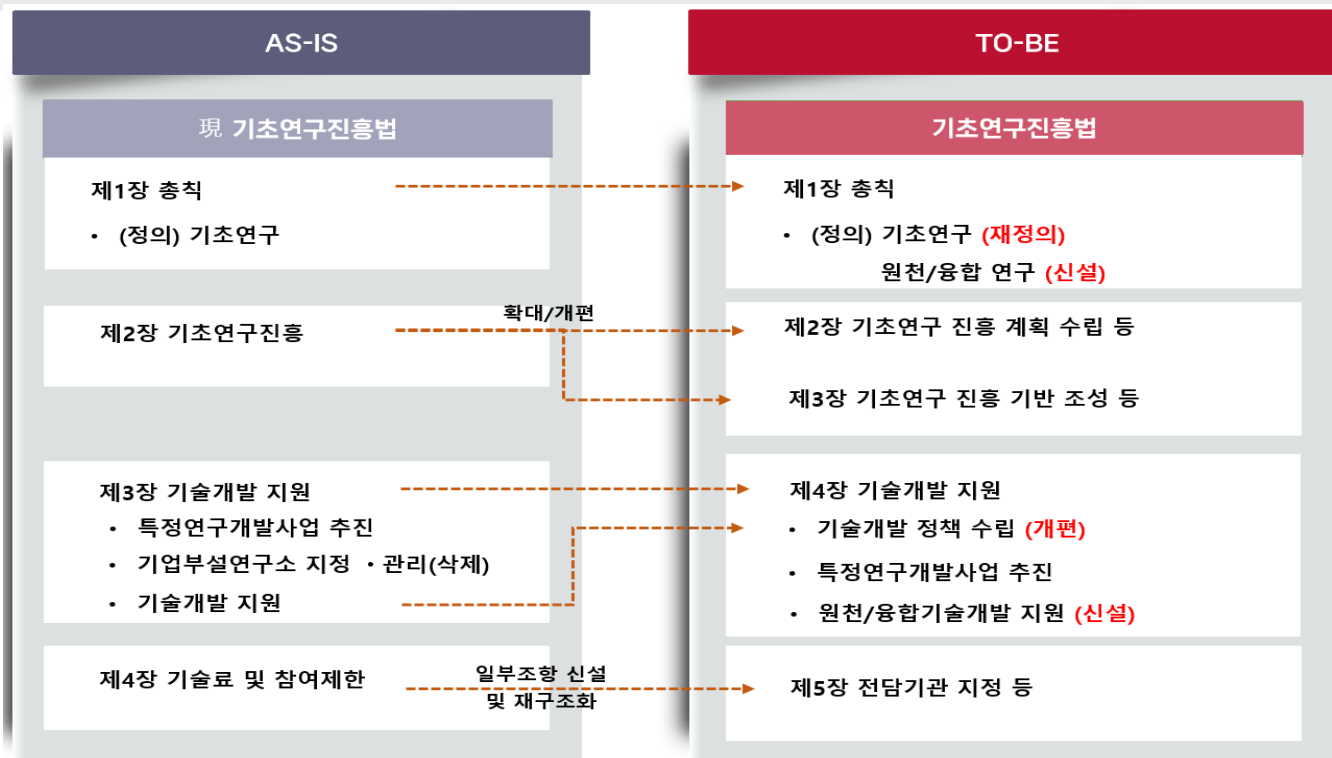 AS-IS
現 기초연구진흥법
제1장 총칙
• (정의) 기초연구
제2장 기초연구진흥
제3장 기술개발 지원
• 특정연구개발사업 추진
• 기업부설연구소 지정 ・관리(삭제)
• 기술개발 지원
제4장 기술료 및 참여제한
확대/개편
일부조항 신설
및 재구조화
TO-BE
기초연구진흥법
제1장 총칙
• (정의) 기초연구 (재정의)
원천/융합 연구 (신설)
제2장 기초연구 진흥 계획 수립 등
제3장 기초연구 진흥 기반 조성 등
제4장 기술개발 지원
• 기술개발 정책 수립 (개편)
• 특정연구개발사업 추진
• 원천/융합기술개발 지원 (신설)
제5장 전담기관 지정 등